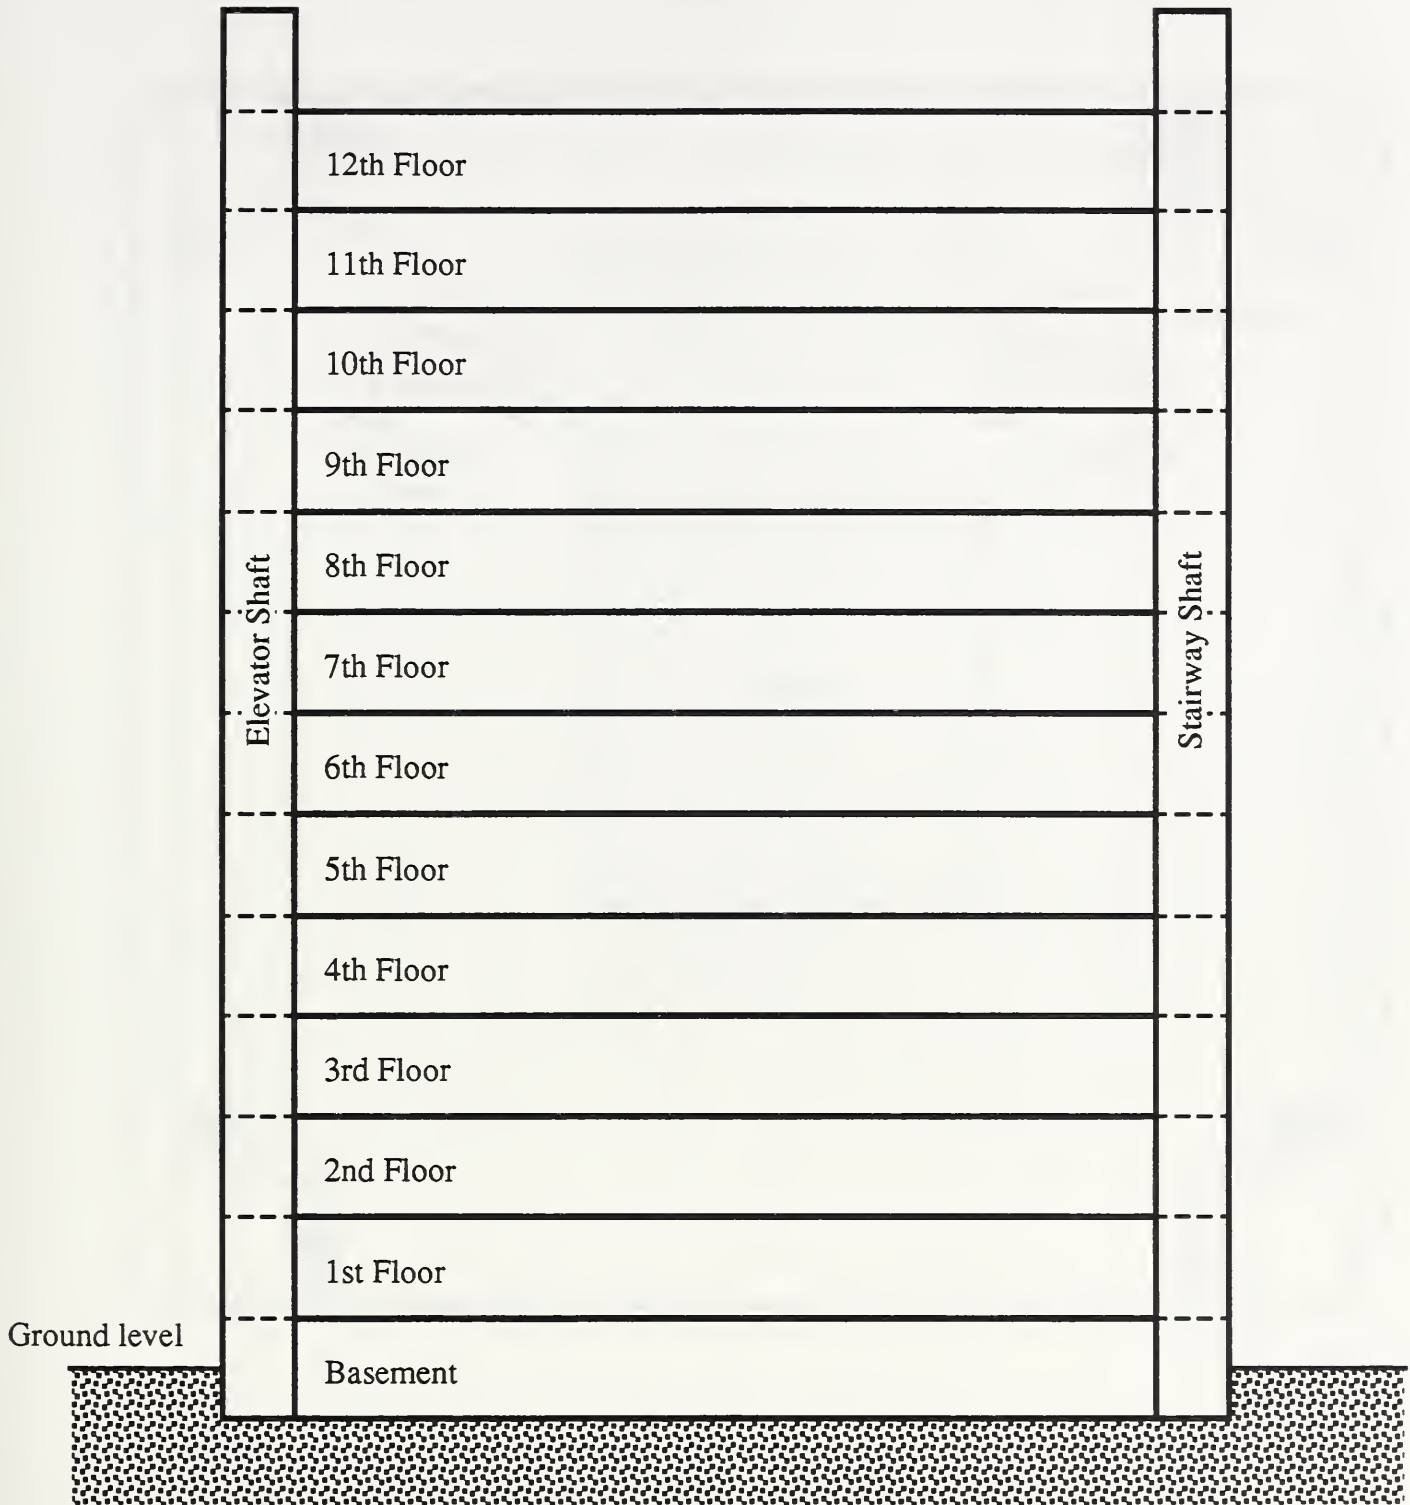 12th Floor
11th Floor
10th Floor
9th Floor
8th Floor
7th Floor
6th Floor
5th Floor
4th Floor
3rd Floor
2nd Floor
1st Floor
Basement
Elevator Shaft
Stairway Shaft
Ground level